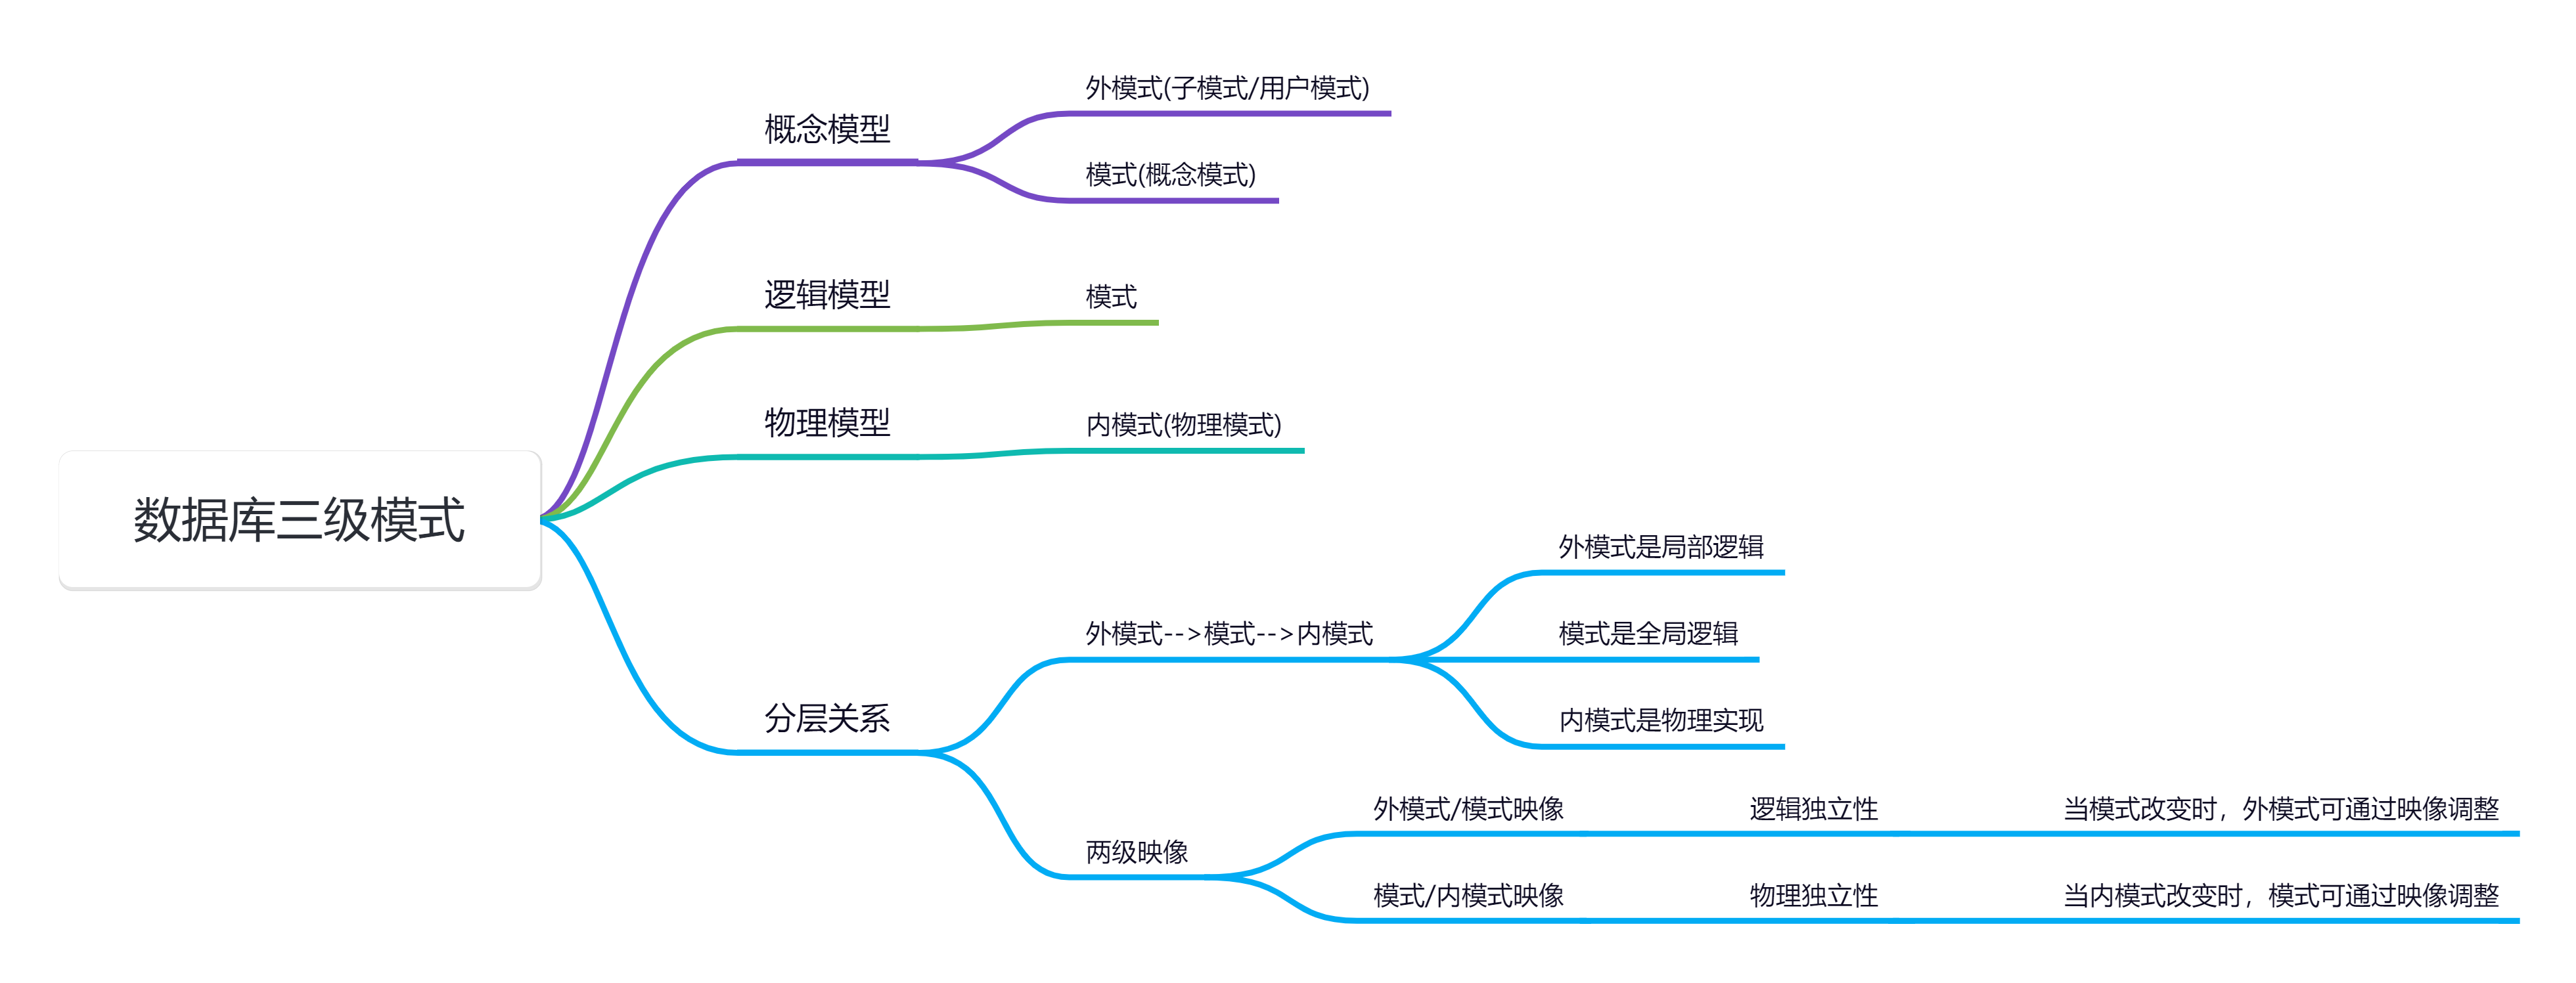 数据库三级模式
概念模型
外模式(子模式/用户模式)
模式(概念模式)
逻辑模型
模式
物理模型
内模式(物理模式)
分层关系
外模式-->模式-->内模式
外模式是局部逻辑
模式是全局逻辑
内模式是物理实现
两级映像
外模式/模式映像
逻辑独立性
当模式改变时，外模式可通过映像调整
模式/内模式映像
物理独立性
当内模式改变时，模式可通过映像调整